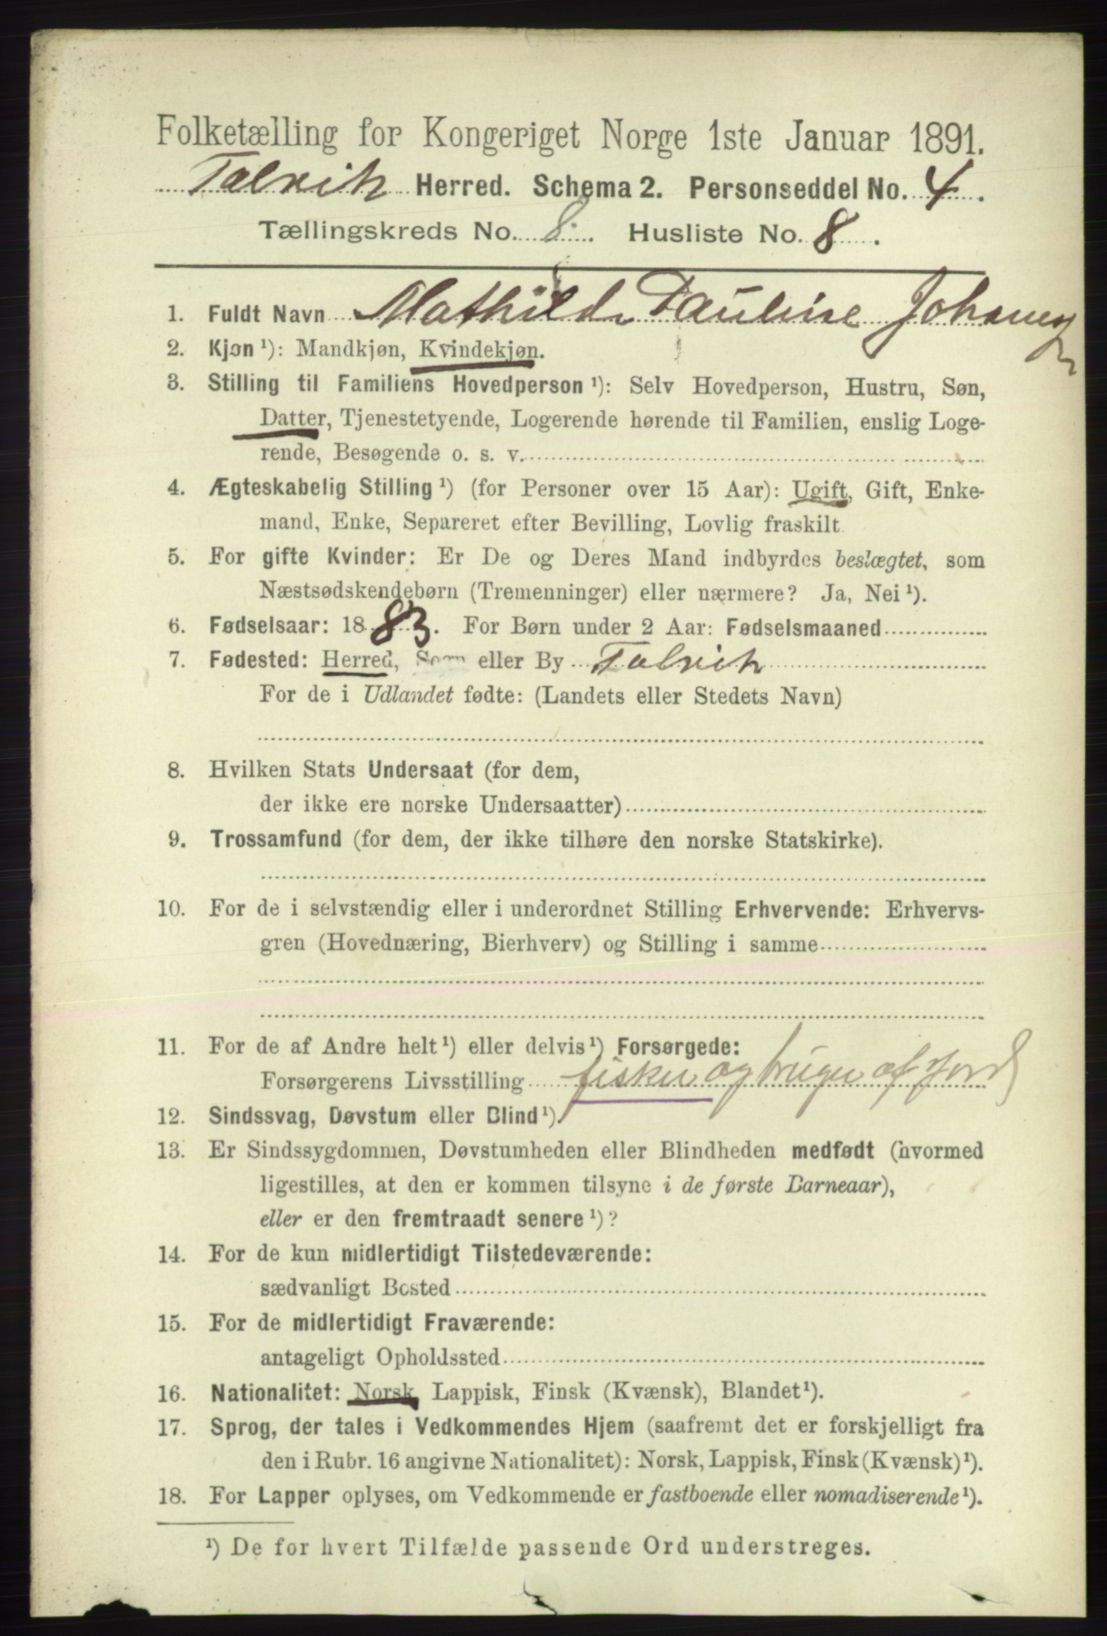 Folketælling for Kongeriget Norge 1ste Januar 1891.
Talvik Herred. Schema 2. Personseddel No. 4.
Tællingskreds No. 8. Husliste No. 8.
1. Fuldt Navn Mathilde Pauline
2. Kjøn ¹): Mandkjøn, Kvindekjøn.
3. Stilling til Familiens Hovedperson ¹): Selv Hovedperson, Hustru, Søn,
Datter, Tjenestetyende, Logerende hørende til Familien, enslig Loge-
rende, Besøgende o. s. v.
4. Ægteskabelig Stilling ¹) (for Personer over 15 Aar): Ugift, Gift, Enke-
mand, Enke, Separeret efter Bevilling, Lovlig fraskilt
5. For gifte Kvinder: Er De og Deres Mand indbyrdes beslægtet, som
Næstsødskendebørn (Tremenninger) eller nærmere? Ja, Nei ¹).
6. Fødselsaar: 1883. For Børn under 2 Aar: Fødselsmaaned
7. Fødested: Herred, Sogn eller By Talvik
For de i Udlandet fødte: (Landets eller Stedets Navn)
8. Hvilken Stats Undersaat (for dem,
der ikke ere norske Undersaatter)
9. Trossamfund (for dem, der ikke tilhøre den norske Statskirke).
10. For de i selvstændig eller i underordnet Stilling Erhvervende: Erhvervs-
gren (Hovednæring, Bierhverv) og Stilling i samme
11. For de af Andre helt ¹) eller delvis ¹) Forsørgede:
Forsørgerens Livsstilling fisker og bruger af jord
12. Sindssvag, Døvstum eller Blind ¹).
13. Er Sindssygdommen, Døvstumheden eller Blindheden medfødt (hvormed
ligestilles, at den er kommen tilsyne i de første Barneaar),
eller er den fremtraadt senere ¹)?
14. For de kun midlertidigt Tilstedeværende:
sædvanligt Bosted
15. For de midlertidigt Fraværende:
antageligt Opholdssted
16. Nationalitet: Norsk, Lappisk, Finsk (Kvænsk), Blandet ¹).
17. Sprog, der tales i Vedkommendes Hjem (saafremt det er forskjelligt fra
den i Rubr. 16 angivne Nationalitet): Norsk, Lappisk, Finsk (Kvænsk) ¹).
18. For Lapper oplyses, om Vedkommende er fastboende eller nomadiserende ¹).
¹) De for hvert Tilfælde passende Ord understreges.